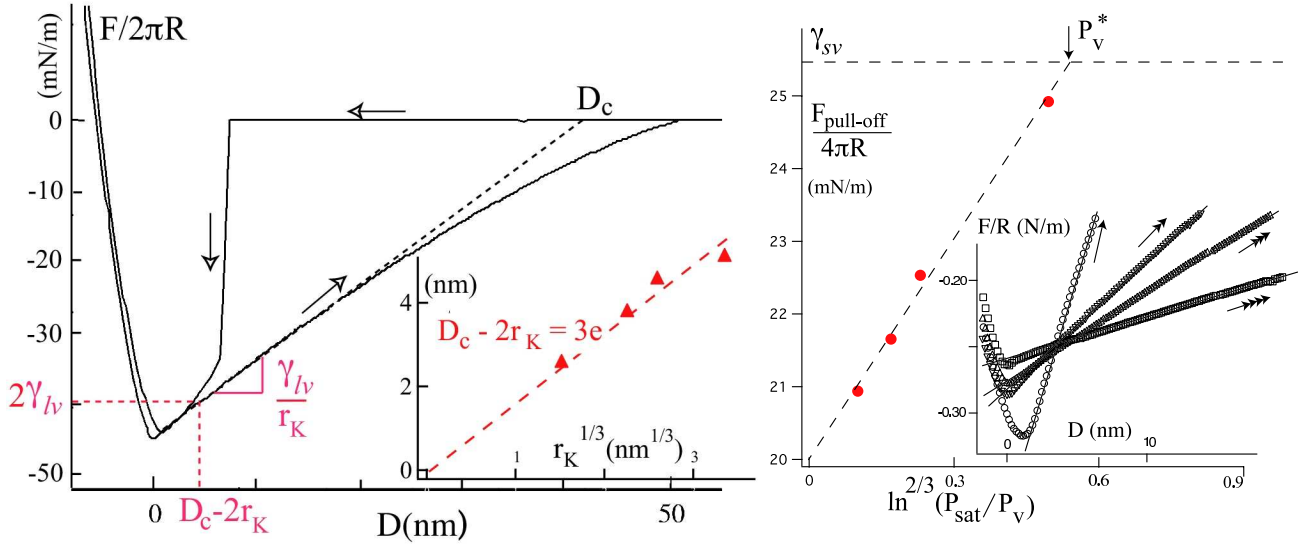 F/2πR
(mN/m)
D_c
0
-10
-20
-30
2γ_lv
-50
γ_lv
r_K
0
50
D_c-2r_K
D(nm)
(nm)
4
2
0
D_c - 2r_K = 3e
r_K^1/3 (nm^1/3)
1
3
γ_sv
P_v^*
25
24
23
22
21
20
F_pull-off
4πR
(mN/m)
F/R (N/m)
-0.20
-0.30
D (nm)
0
10
0
0.3
0.6
0.9
ln^2/3 (P_sat/P_v)